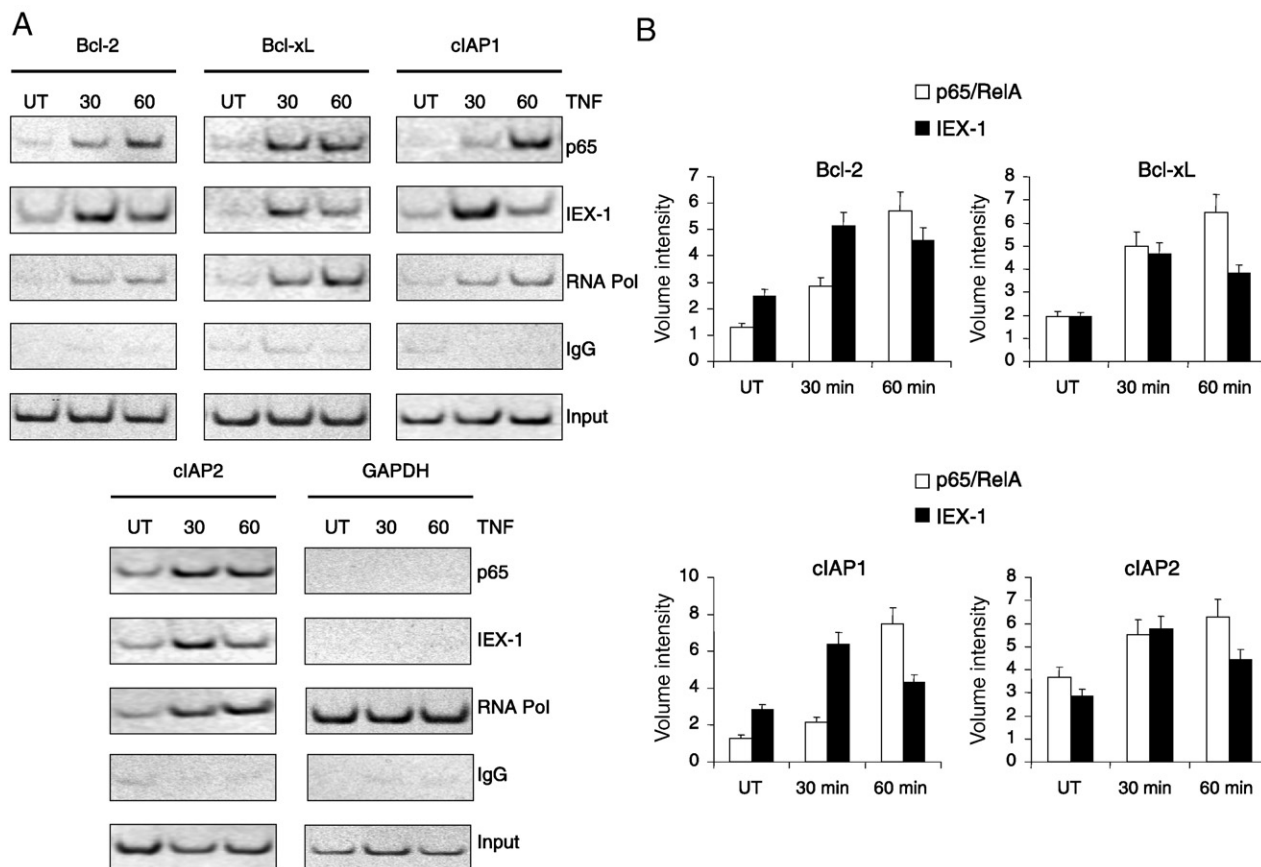 A
Bcl-2 Bcl-xL cIAP1
UT 30 60 UT 30 60 UT 30 60 TNF
p65
IEX-1
RNA Pol
IgG
Input
cIAP2 GAPDH
UT 30 60 UT 30 60 TNF
p65
IEX-1
RNA Pol
IgG
Input
B
p65/RelA
IEX-1
Bcl-2
Volume intensity
7
6
5
4
3
2
1
0
UT 30 min 60 min
Bcl-xL
Volume intensity
8
7
6
5
4
3
2
1
0
UT 30 min 60 min
p65/RelA
IEX-1
cIAP1
Volume intensity
10
8
6
4
2
0
UT 30 min 60 min
cIAP2
Volume intensity
8
7
6
5
4
3
2
1
0
UT 30 min 60 min